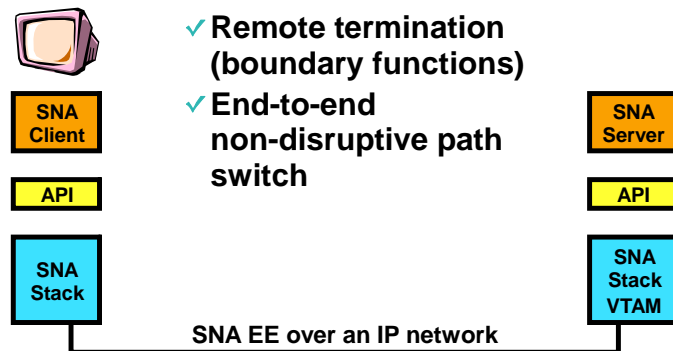 ✓ Remote termination
(boundary functions)
✓ End-to-end
non-disruptive path
switch
SNA
Client
API
SNA
Stack
SNA
Server
API
SNA
Stack
VTAM
SNA EE over an IP network